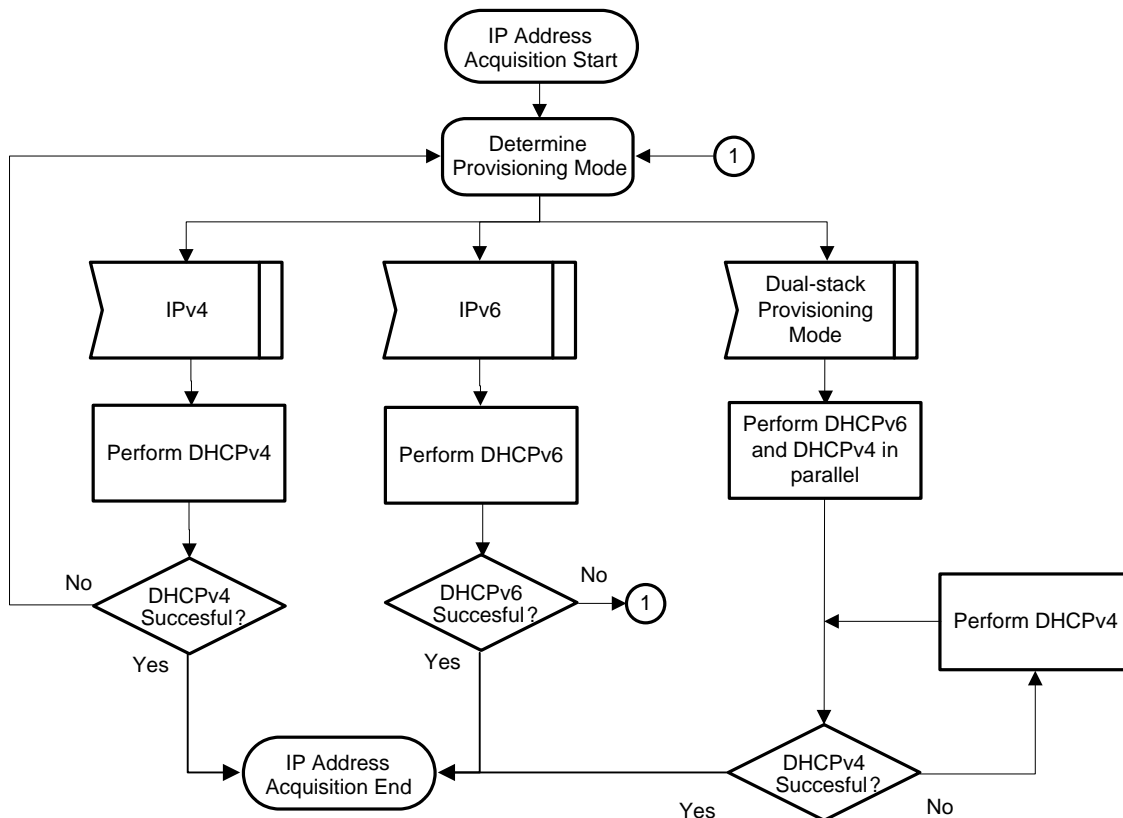 IP Address
Acquisition Start
Determine
Provisioning Mode
1
IPv4
IPv6
Dual-stack
Provisioning
Mode
Perform DHCPv4
Perform DHCPv6
Perform DHCPv6
and DHCPv4 in
parallel
No
DHCPv4
Succesful?
Yes
DHCPv6
Succesful?
No
1
Yes
Perform DHCPv4
IP Address
Acquisition End
DHCPv4
Succesful?
Yes
No